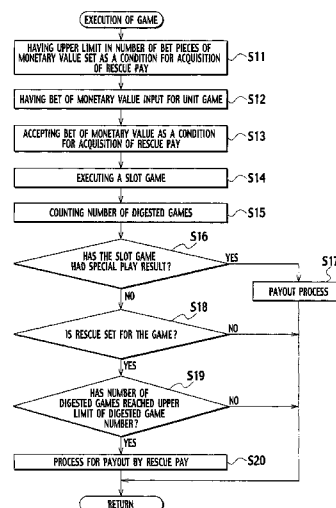 EXECUTION OF GAME
HAVING UPPER LIMIT IN NUMBER OF BET PIECES OF
MONETARY VALUE SET AS A CONDITION FOR ACQUISITION
OF RESCUE PAY
S11
HAVING BET OF MONETARY VALUE INPUT FOR UNIT GAME
S12
ACCEPTING BET OF MONETARY VALUE AS A CONDITION
FOR ACQUISITION OF RESCUE PAY
S13
EXECUTING A SLOT GAME
S14
COUNTING NUMBER OF DIGESTED GAMES
S15
S16
HAS THE SLOT GAME
HAD SPECIAL PLAY RESULT?
YES
S17
PAYOUT PROCESS
NO
S18
IS RESCUE SET FOR THE GAME?
NO
YES
S19
HAS NUMBER OF
DIGESTED GAMES REACHED UPPER
LIMIT OF DIGESTED GAME
NUMBER?
NO
YES
PROCESS FOR PAYOUT BY RESCUE PAY
S20
RETURN